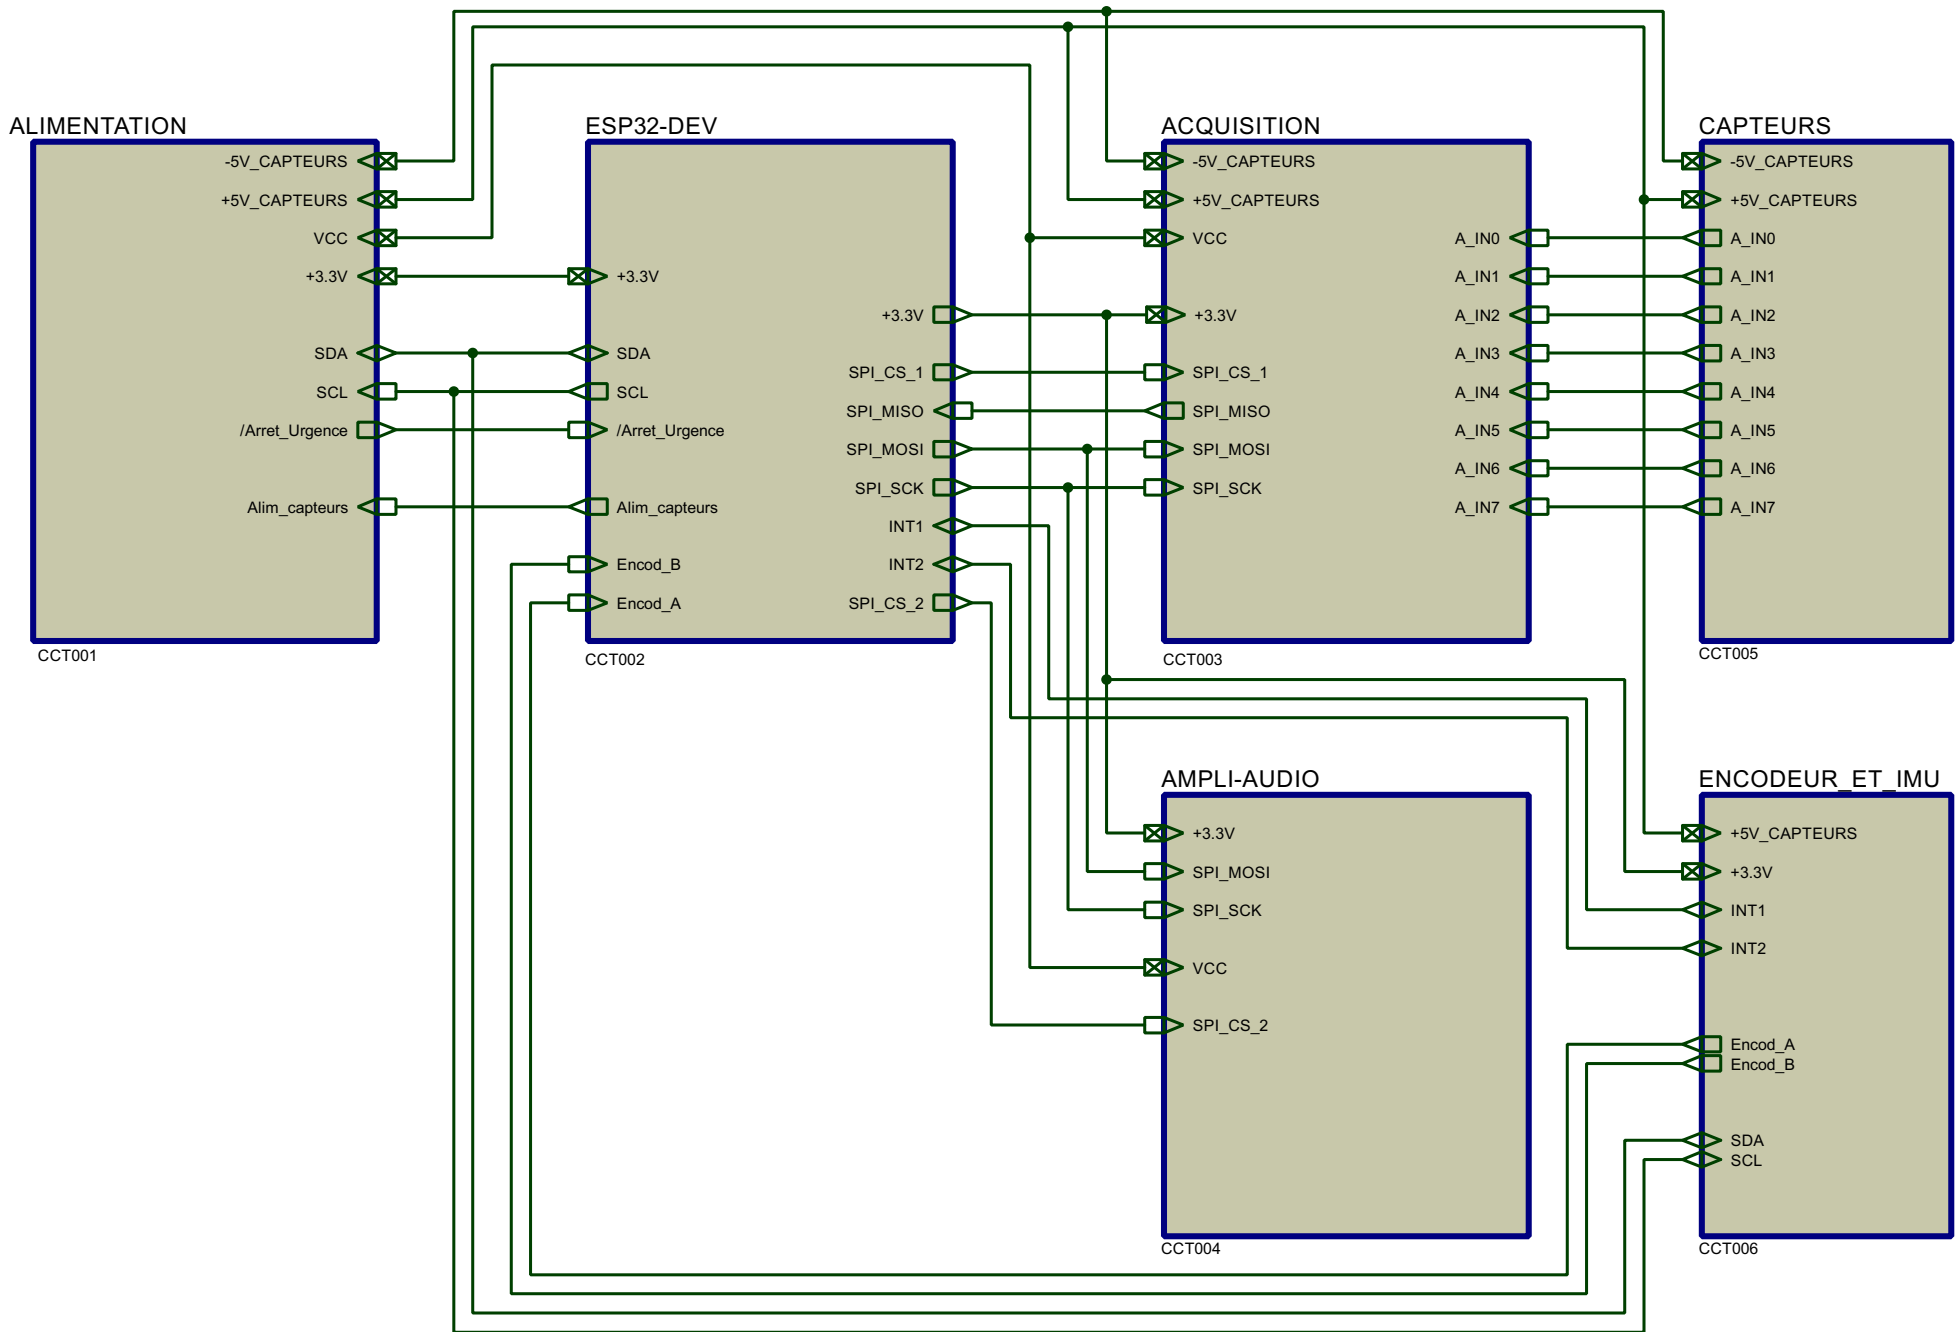 ALIMENTATION
-5V_CAPTEURS
+5V_CAPTEURS
VCC
+3.3V
SDA
SCL
/Arret_Urgence
Alim_capteurs
CCT001
ESP32-DEV
+3.3V
SDA
SCL
/Arret_Urgence
Alim_capteurs
Encod_B
Encod_A
+3.3V
SPI_CS_1
SPI_MISO
SPI_MOSI
SPI_SCK
INT1
INT2
SPI_CS_2
CCT002
ACQUISITION
-5V_CAPTEURS
+5V_CAPTEURS
VCC
+3.3V
SPI_CS_1
SPI_MISO
SPI_MOSI
SPI_SCK
A_IN0
A_IN1
A_IN2
A_IN3
A_IN4
A_IN5
A_IN6
A_IN7
CCT003
CAPTEURS
-5V_CAPTEURS
+5V_CAPTEURS
A_IN0
A_IN1
A_IN2
A_IN3
A_IN4
A_IN5
A_IN6
A_IN7
CCT005
AMPLI-AUDIO
+3.3V
SPI_MOSI
SPI_SCK
VCC
SPI_CS_2
CCT004
ENCODEUR_ET_IMU
+5V_CAPTEURS
+3.3V
INT1
INT2
Encod_A
Encod_B
SDA
SCL
CCT006